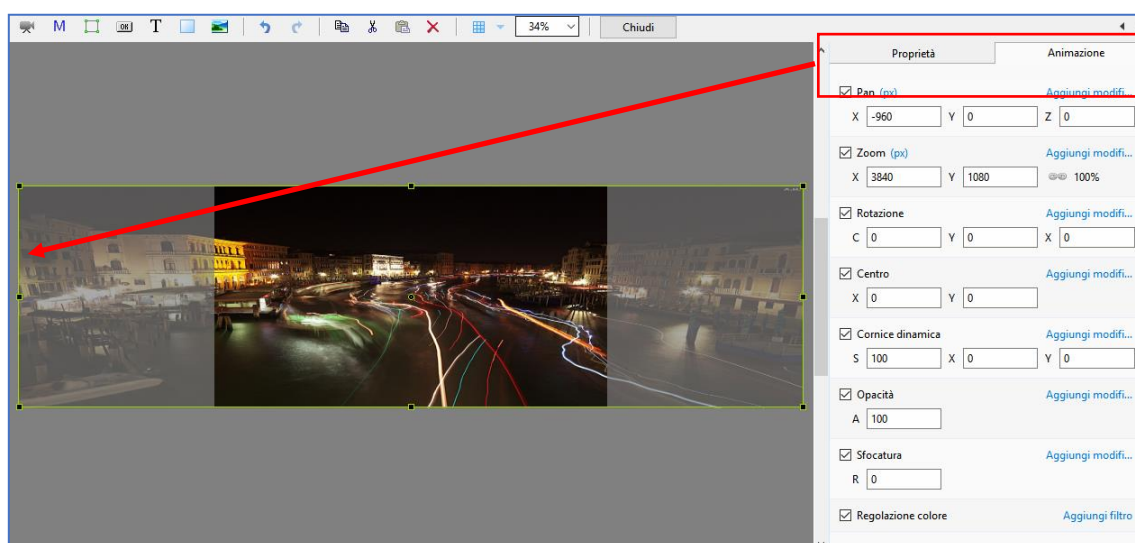 M OK T 34% Chiudi
Proprietà Animazione
Pan (px) Aggiungi modifi...
X -960 Y 0 Z 0
Zoom (px) Aggiungi modifi...
X 3840 Y 1080 100%
Rotazione Aggiungi modifi...
C 0 Y 0 X 0
Centro Aggiungi modifi...
X 0 Y 0
Cornice dinamica Aggiungi modifi...
S 100 X 0 Y 0
Opacità Aggiungi modifi...
A 100
Sfocatura Aggiungi modifi...
R 0
Regolazione colore Aggiungi filtro